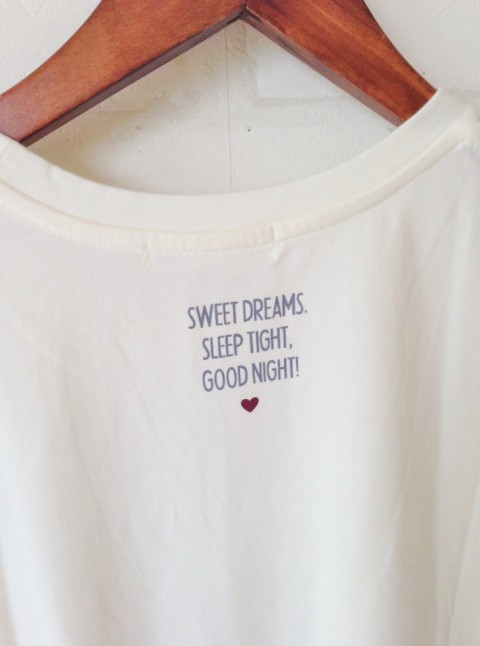 SWEET DREAMS.
SLEEP TIGHT,
GOOD NIGHT!